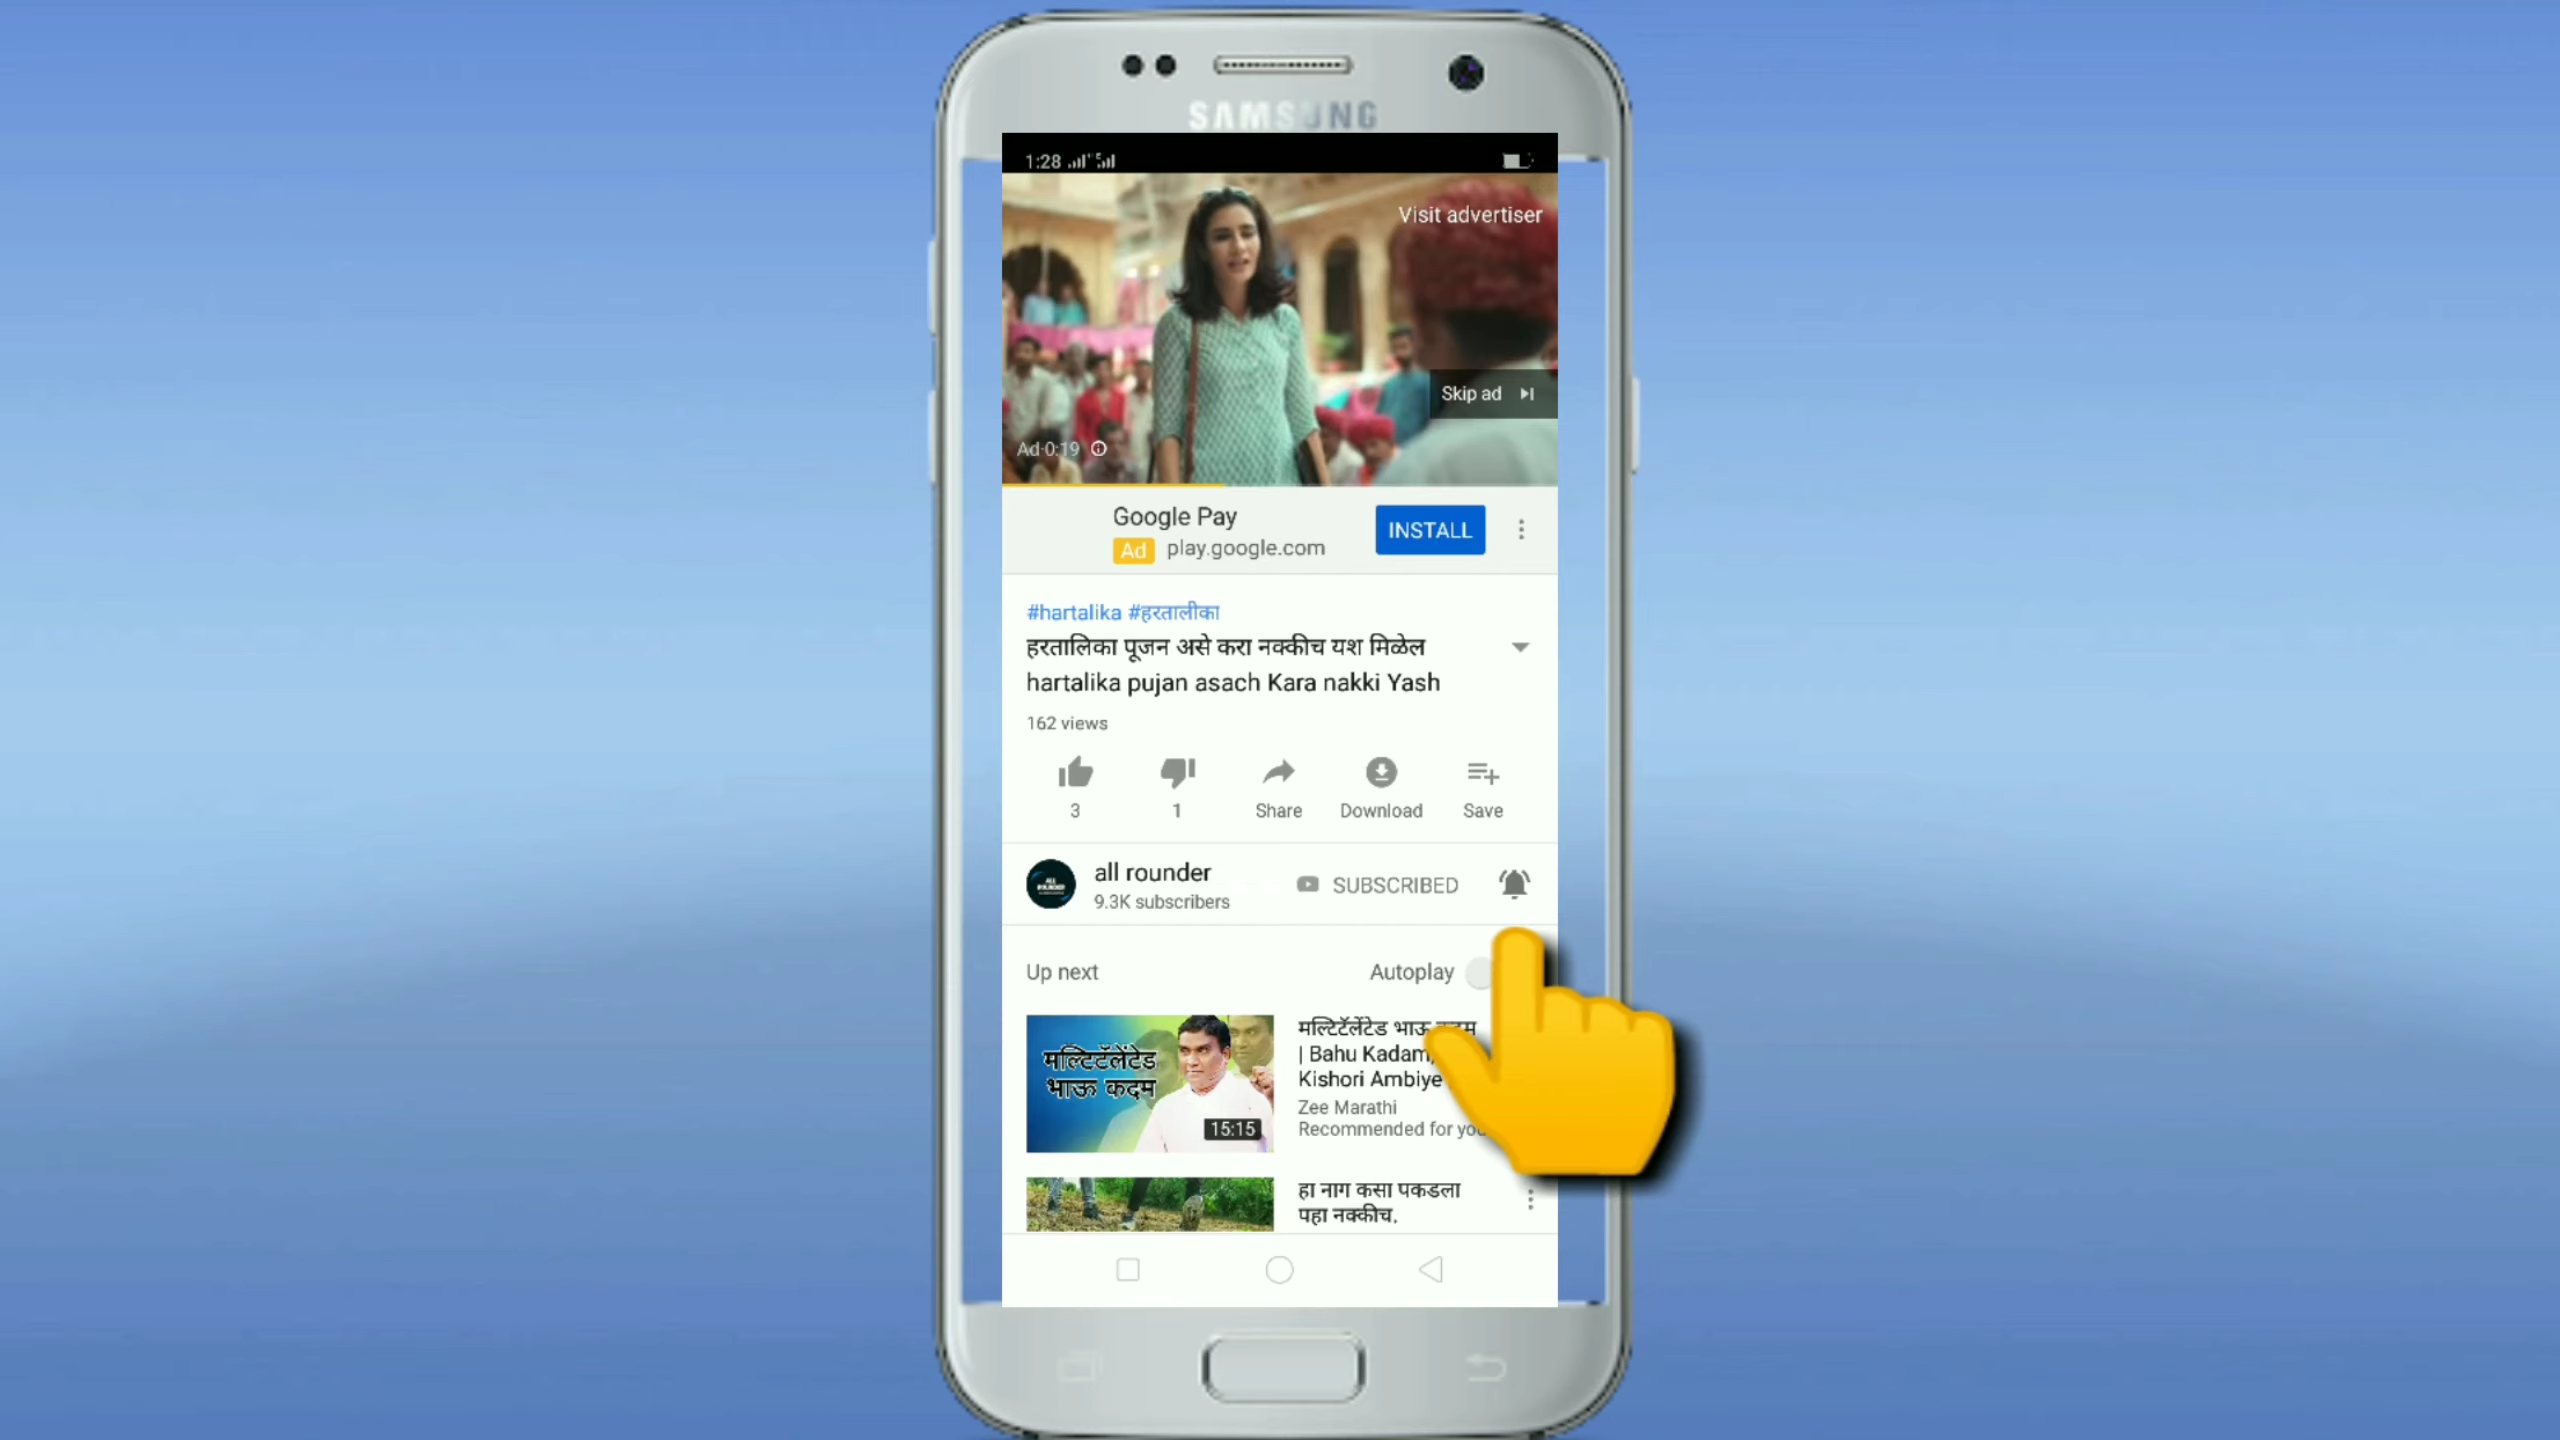 SAMSUNG
1:28
Visit advertiser
Skip ad
Ad·0:19
Google Pay
INSTALL
Ad play.google.com
#hartalika #हरतालीका
हरतालिका पूजन असे करा नक्कीच यश मिळेल
hartalika pujan asach Kara nakki Yash
162 views
3
1
Share
Download
Save
ALL
ROUNDER
all rounder
9.3K subscribers
SUBSCRIBED
Up next
Autoplay
मल्टिटॅलेंटेड
भाऊ कदम
15:15
मल्टिटॅलेंटेड भाऊ
| Bahu Kadam,
Kishori Ambiye
Zee Marathi
Recommended for you
हा नाग कसा पकडला
पहा नक्कीच.